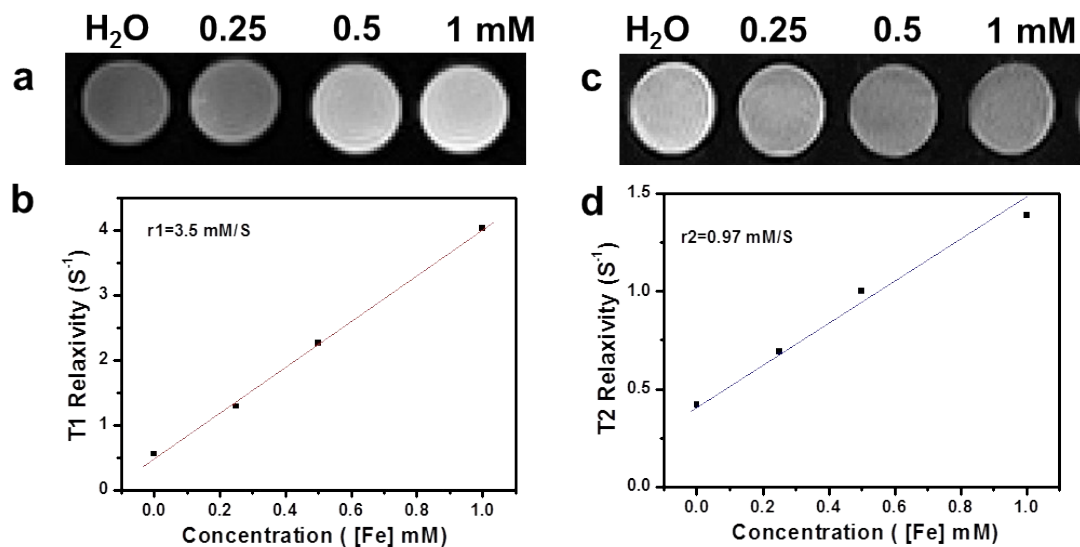 H₂O 0.25 0.5 1 mM
a
H₂O 0.25 0.5 1 mM
c
b
r1=3.5 mM/S
T1 Relaxivity (S⁻¹)
4
3
2
1
0
0.0 0.2 0.4 0.6 0.8 1.0
Concentration ( [Fe] mM)
d
r2=0.97 mM/S
T2 Relaxivity (S⁻¹)
1.5
1.0
0.5
0.0
0.0 0.2 0.4 0.6 0.8 1.0
Concentration ( [Fe] mM)